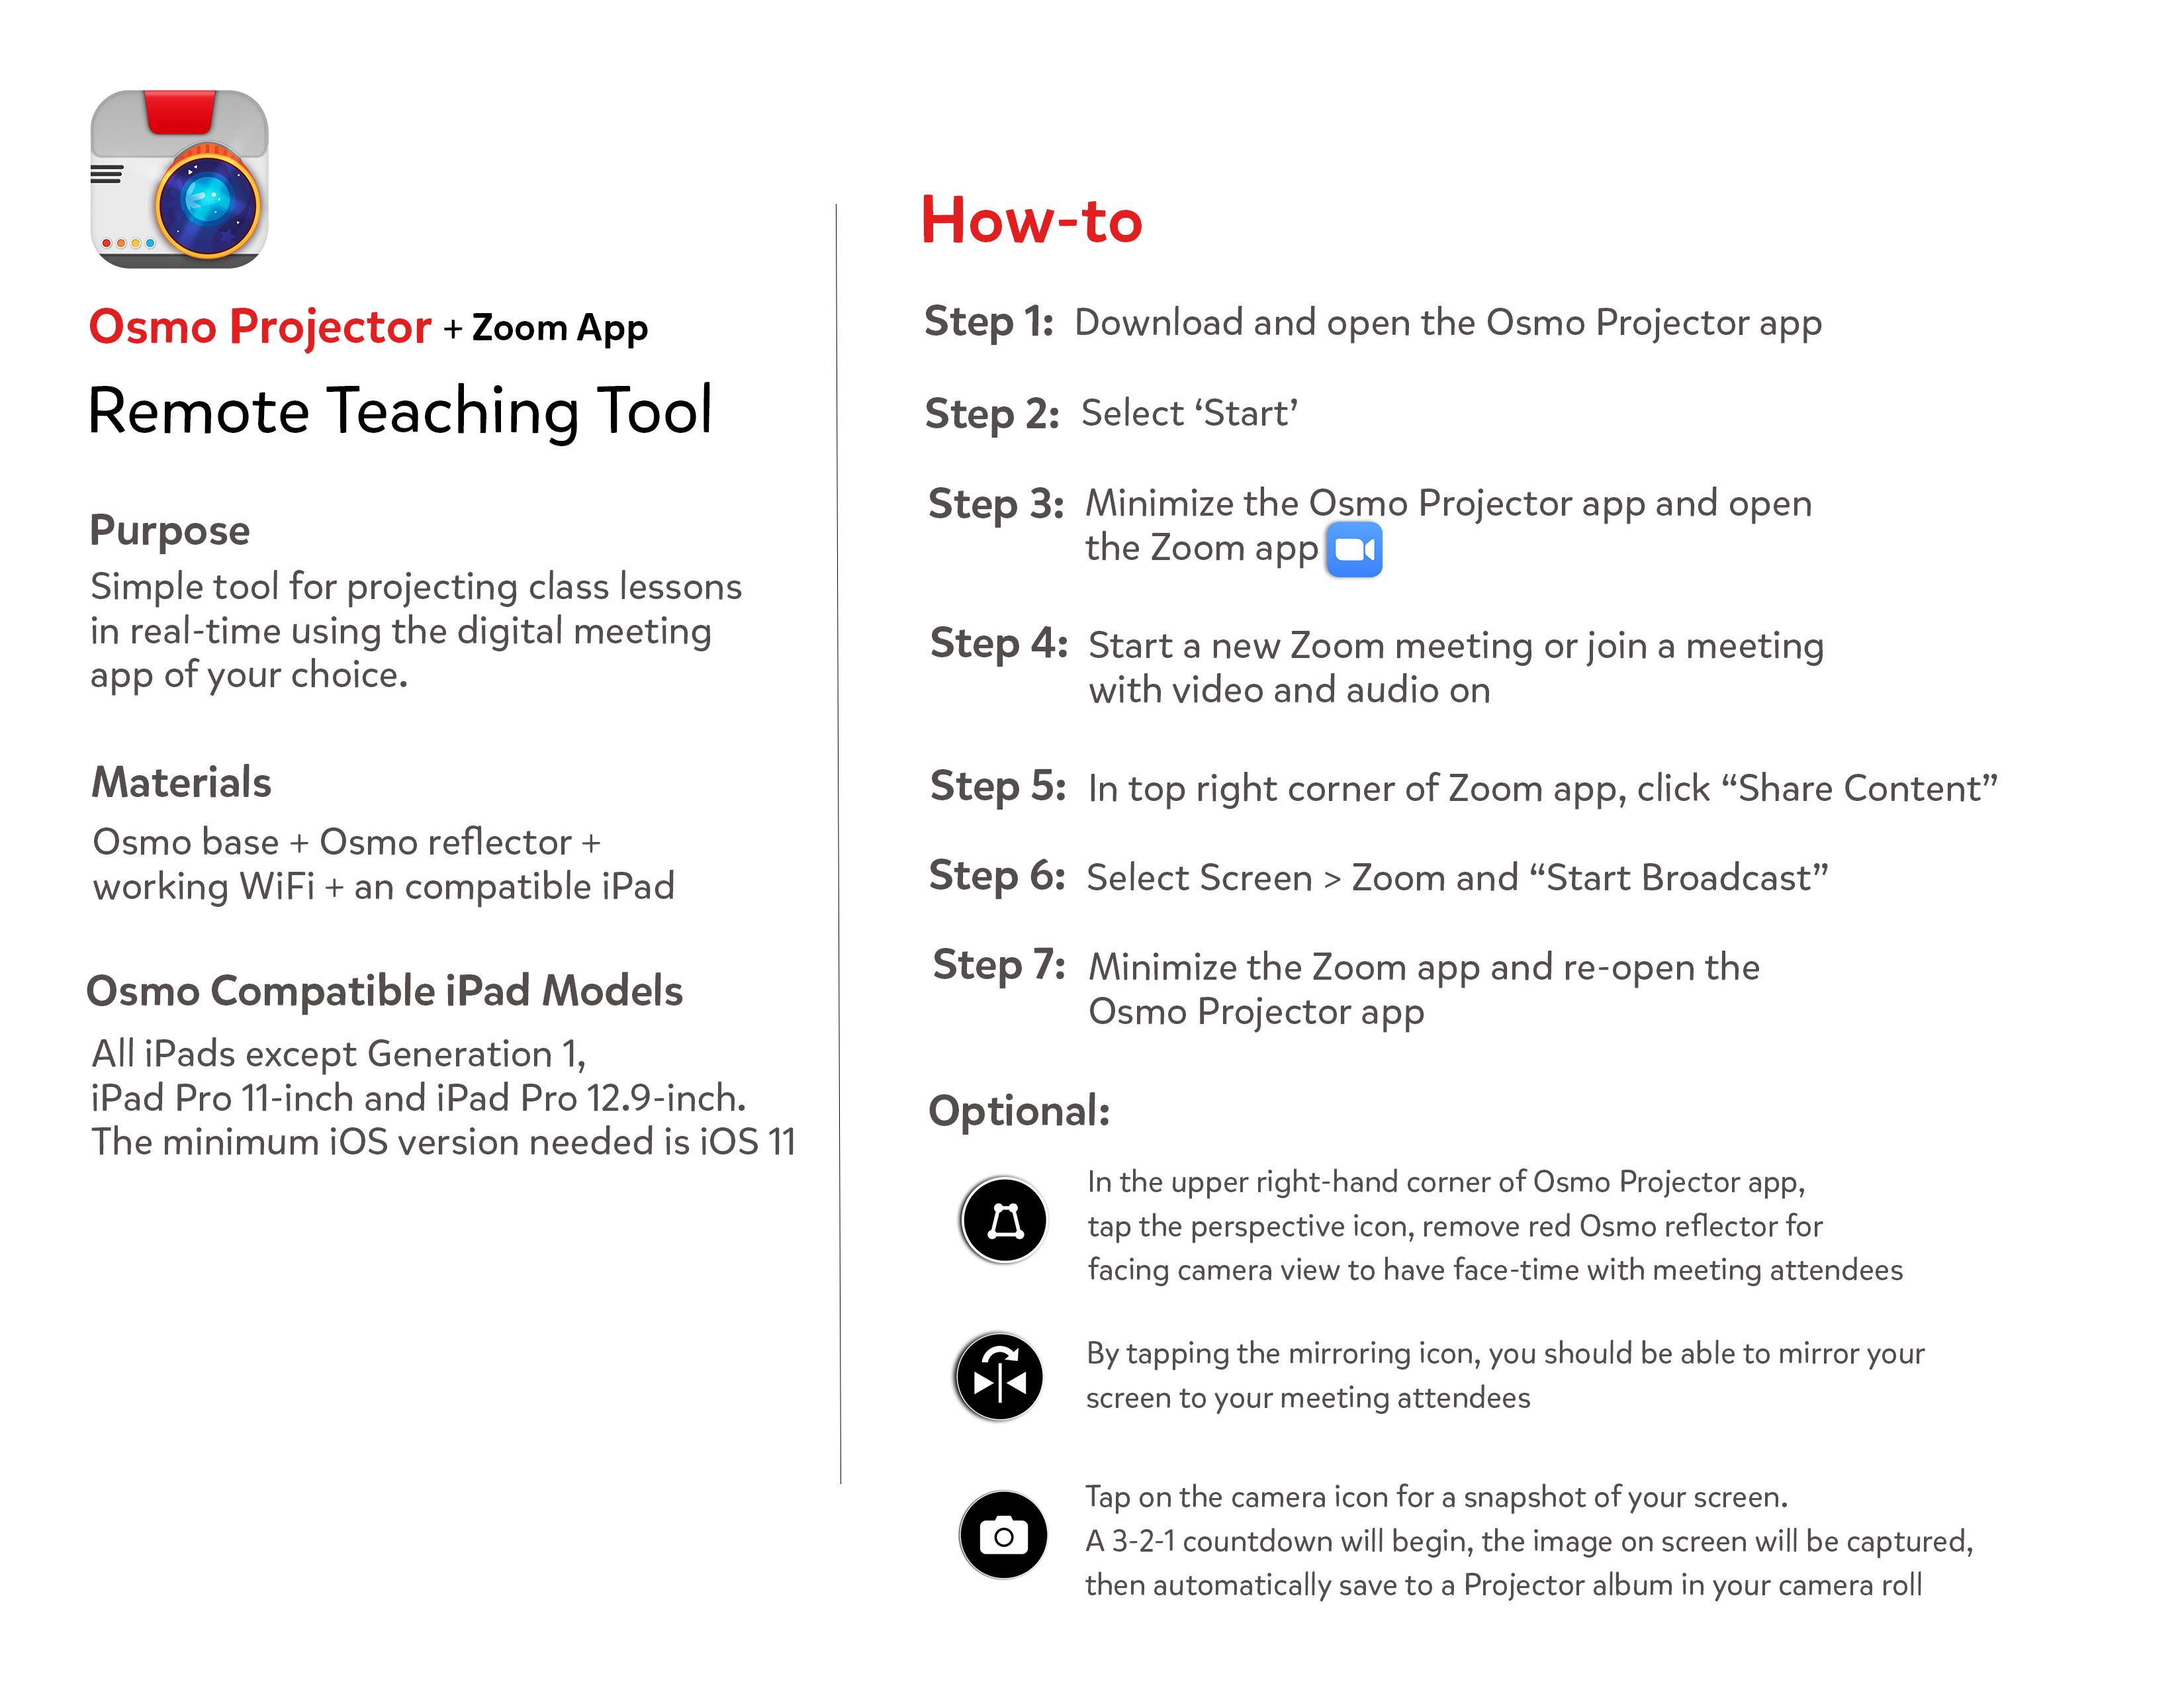 Osmo Projector + Zoom App
Remote Teaching Tool
Purpose
Simple tool for projecting class lessons
in real-time using the digital meeting
app of your choice.
Materials
Osmo base + Osmo reflector +
working WiFi + an compatible iPad
Osmo Compatible iPad Models
All iPads except Generation 1,
iPad Pro 11-inch and iPad Pro 12.9-inch.
The minimum iOS version needed is iOS 11
How-to
Step 1: Download and open the Osmo Projector app
Step 2: Select ‘Start’
Step 3: Minimize the Osmo Projector app and open
the Zoom app
Step 4: Start a new Zoom meeting or join a meeting
with video and audio on
Step 5: In top right corner of Zoom app, click “Share Content”
Step 6: Select Screen > Zoom and “Start Broadcast”
Step 7: Minimize the Zoom app and re-open the
Osmo Projector app
Optional:
In the upper right-hand corner of Osmo Projector app,
tap the perspective icon, remove red Osmo reflector for
facing camera view to have face-time with meeting attendees
By tapping the mirroring icon, you should be able to mirror your
screen to your meeting attendees
Tap on the camera icon for a snapshot of your screen.
A 3-2-1 countdown will begin, the image on screen will be captured,
then automatically save to a Projector album in your camera roll